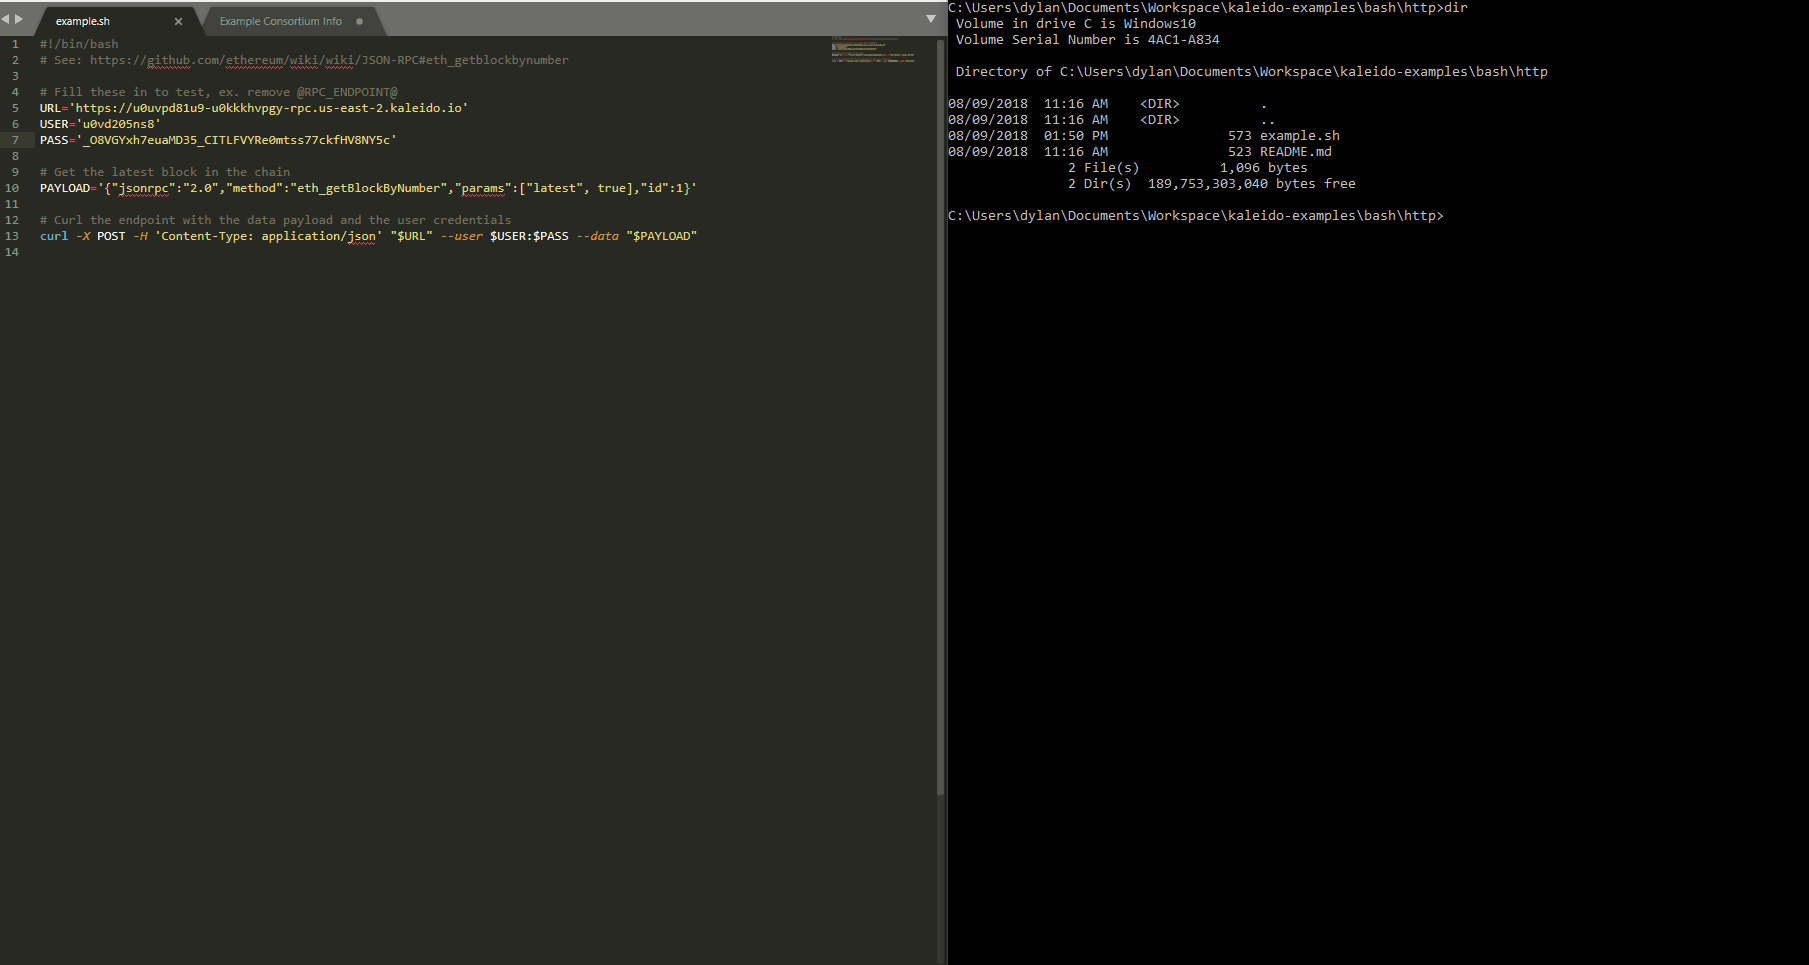 example.sh × Example Consortium Info
1 #!/bin/bash
2 # See: https://github.com/ethereum/wiki/wiki/JSON-RPC#eth_getblockbynumber
3
4 # Fill these in to test, ex. remove @RPC_ENDPOINT@
5 URL='https://u0uvpd81u9-u0kkkhvpgy-rpc.us-east-2.kaleido.io'
6 USER='u0vd205ns8'
7 PASS='_O8VGYxh7euaMD35_CITLFVYRe0mtss77ckfHV8NY5c'
8
9 # Get the latest block in the chain
10 PAYLOAD='{"jsonrpc":"2.0","method":"eth_getBlockByNumber","params":["latest", true],"id":1}'
11
12 # Curl the endpoint with the data payload and the user credentials
13 curl -X POST -H 'Content-Type: application/json' "$URL" --user $USER:$PASS --data "$PAYLOAD"
14
C:\Users\dylan\Documents\Workspace\kaleido-examples\bash\http>dir
Volume in drive C is Windows10
Volume Serial Number is 4AC1-A834
Directory of C:\Users\dylan\Documents\Workspace\kaleido-examples\bash\http
08/09/2018 11:16 AM <DIR> .
08/09/2018 11:16 AM <DIR> ..
08/09/2018 01:50 PM 573 example.sh
08/09/2018 11:16 AM 523 README.md
2 File(s) 1,096 bytes
2 Dir(s) 189,753,303,040 bytes free
C:\Users\dylan\Documents\Workspace\kaleido-examples\bash\http>